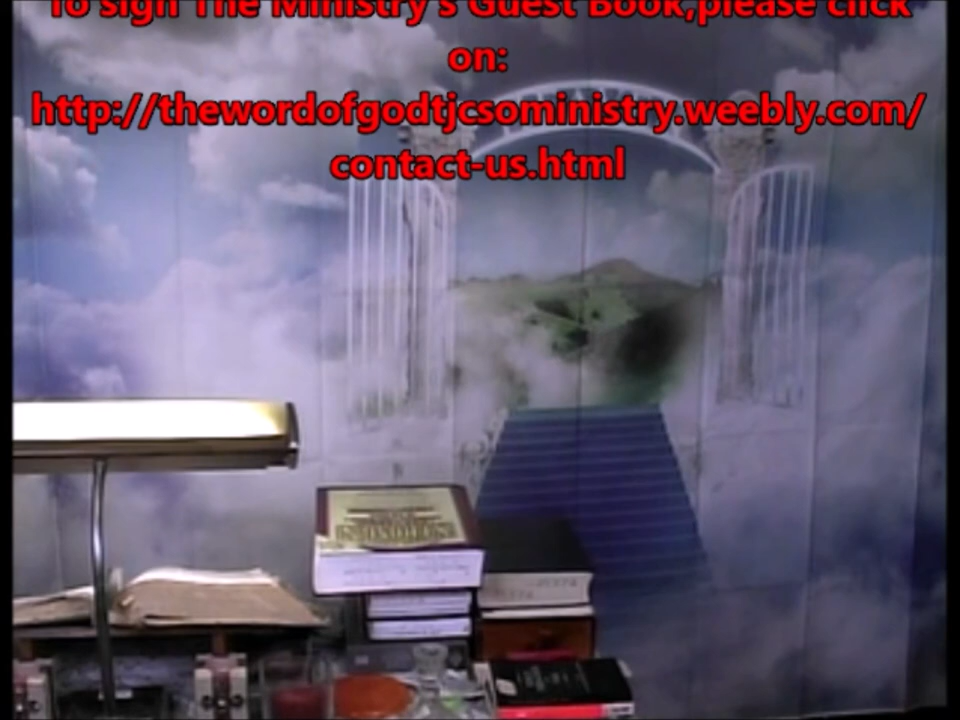 To sign The Ministry's Guest Book,please click
on:
http://thewordofgodtjcsoministry.weebly.com/
contact-us.html